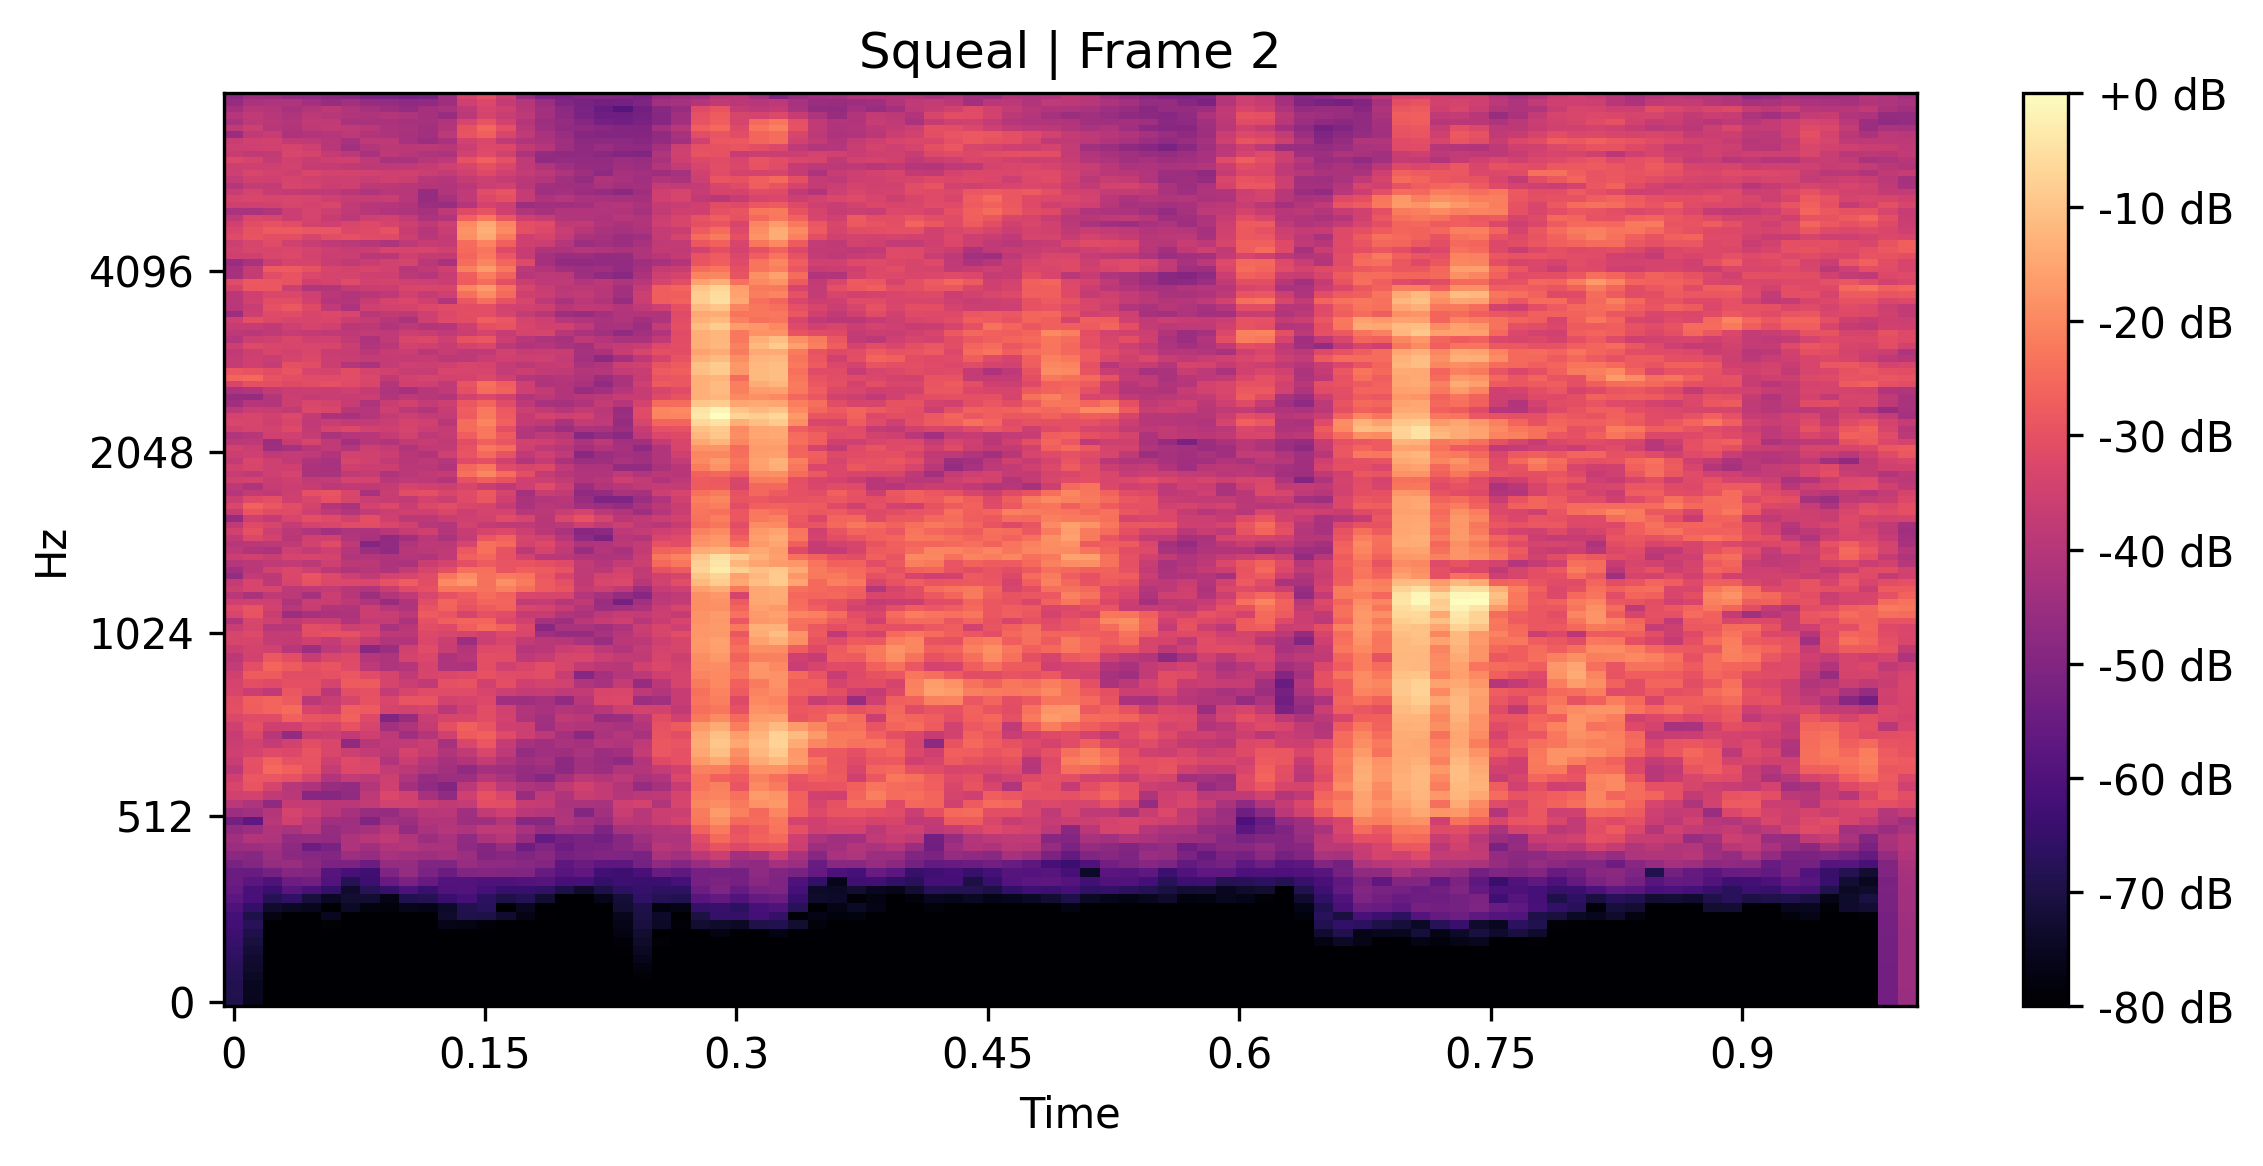 Squeal | Frame 2
Hz
4096
2048
1024
512
0
0 0.15 0.3 0.45 0.6 0.75 0.9
Time
+0 dB
-10 dB
-20 dB
-30 dB
-40 dB
-50 dB
-60 dB
-70 dB
-80 dB